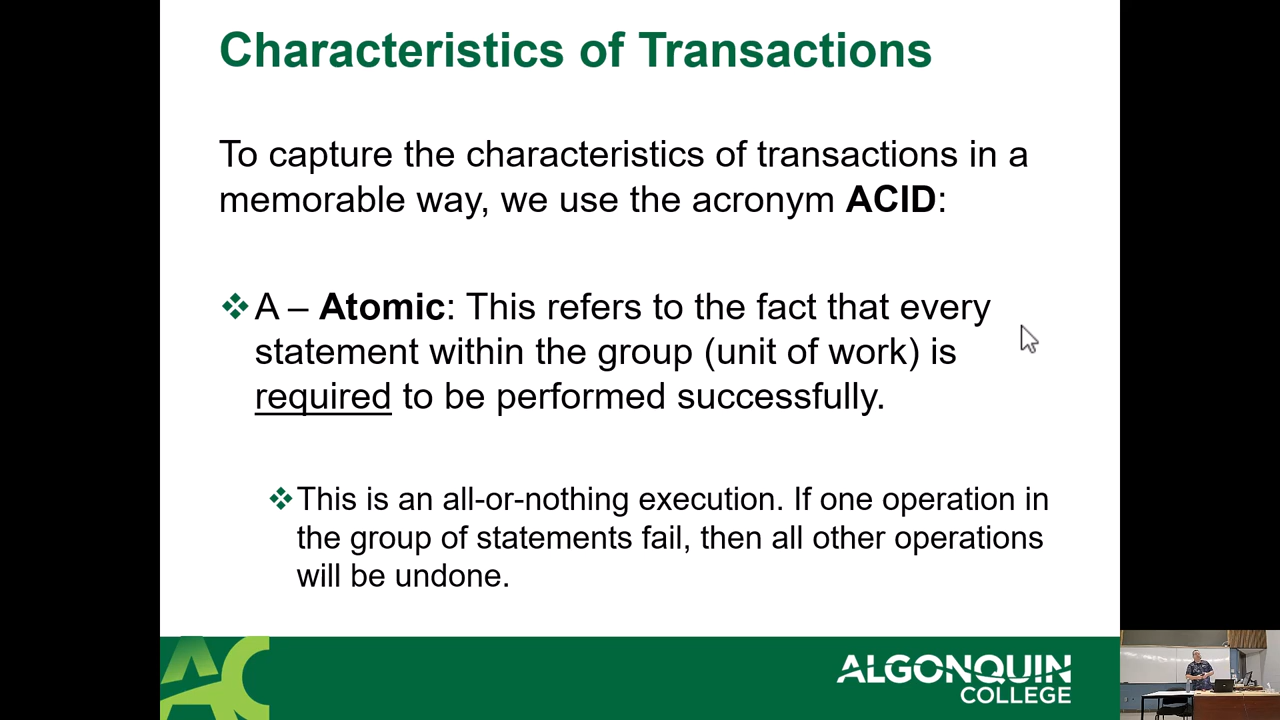 Characteristics of Transactions
To capture the characteristics of transactions in a
memorable way, we use the acronym ACID:
❖ A – Atomic: This refers to the fact that every
statement within the group (unit of work) is
required to be performed successfully.
❖ This is an all-or-nothing execution. If one operation in
the group of statements fail, then all other operations
will be undone.
AC
ALGONQUIN
COLLEGE